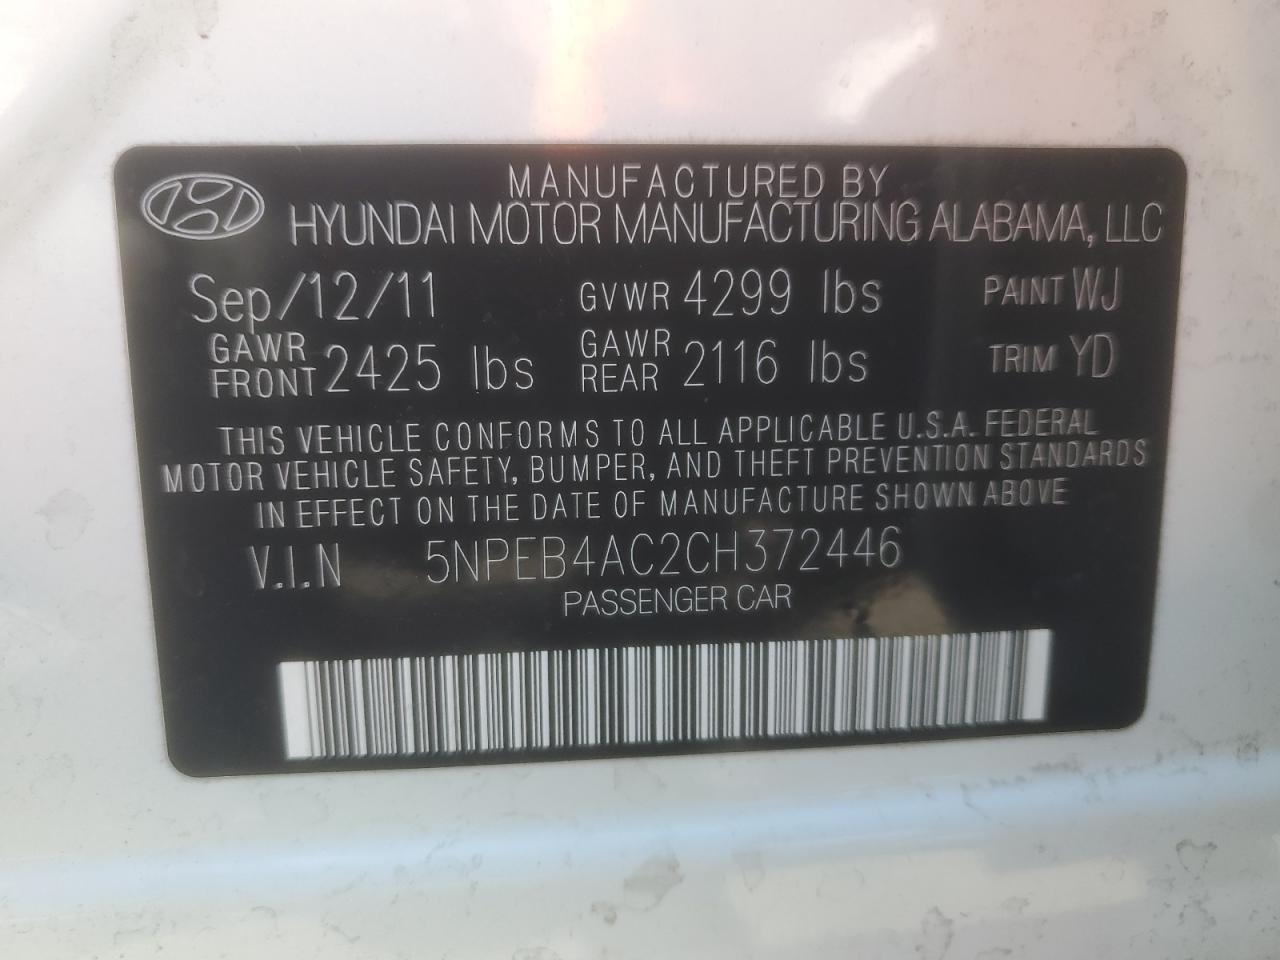 MANUFACTURED BY
HYUNDAI MOTOR MANUFACTURING ALABAMA, LLC
Sep/12/11 GVWR 4299 lbs PAINT WJ
GAWR FRONT 2425 lbs GAWR REAR 2116 lbs TRIM YD
THIS VEHICLE CONFORMS TO ALL APPLICABLE U.S.A. FEDERAL
MOTOR VEHICLE SAFETY, BUMPER, AND THEFT PREVENTION STANDARDS
IN EFFECT ON THE DATE OF MANUFACTURE SHOWN ABOVE
V.I.N 5NPEB4AC2CH372446
PASSENGER CAR